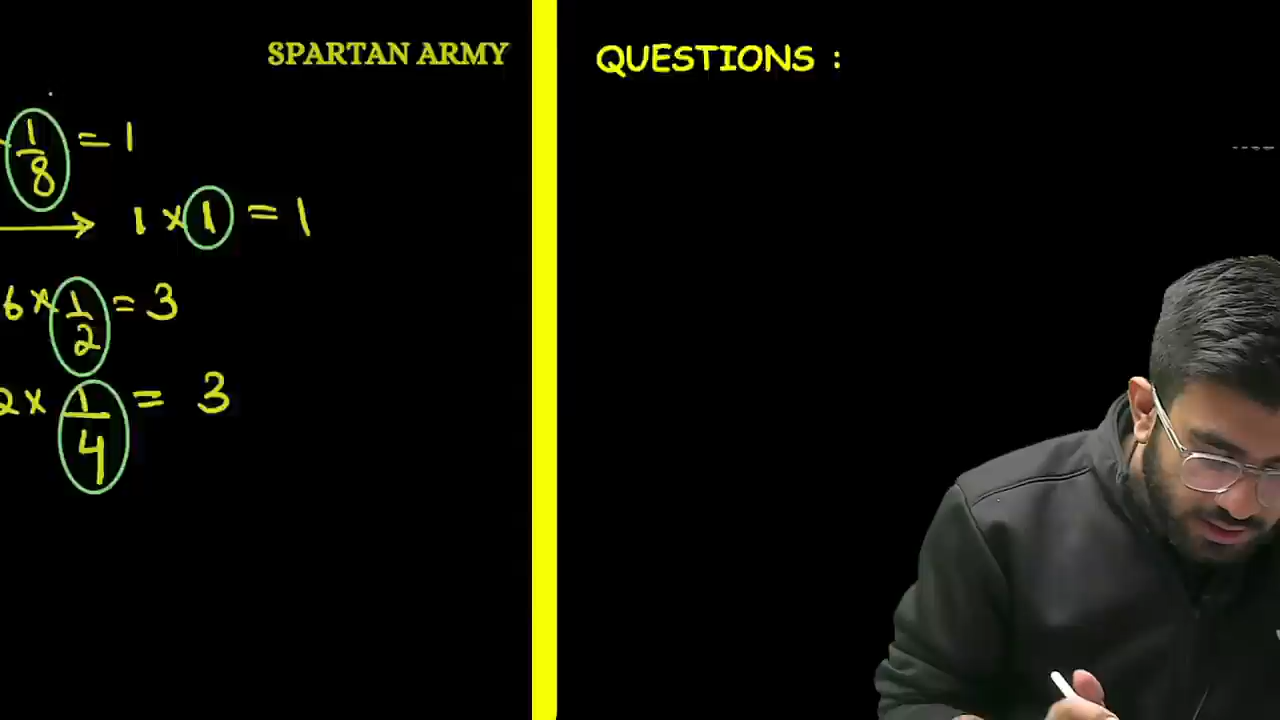 SPARTAN ARMY
1/8 = 1
1 × 1 = 1
6 × 1/2 = 3
2 × 1/4 = 3
QUESTIONS :